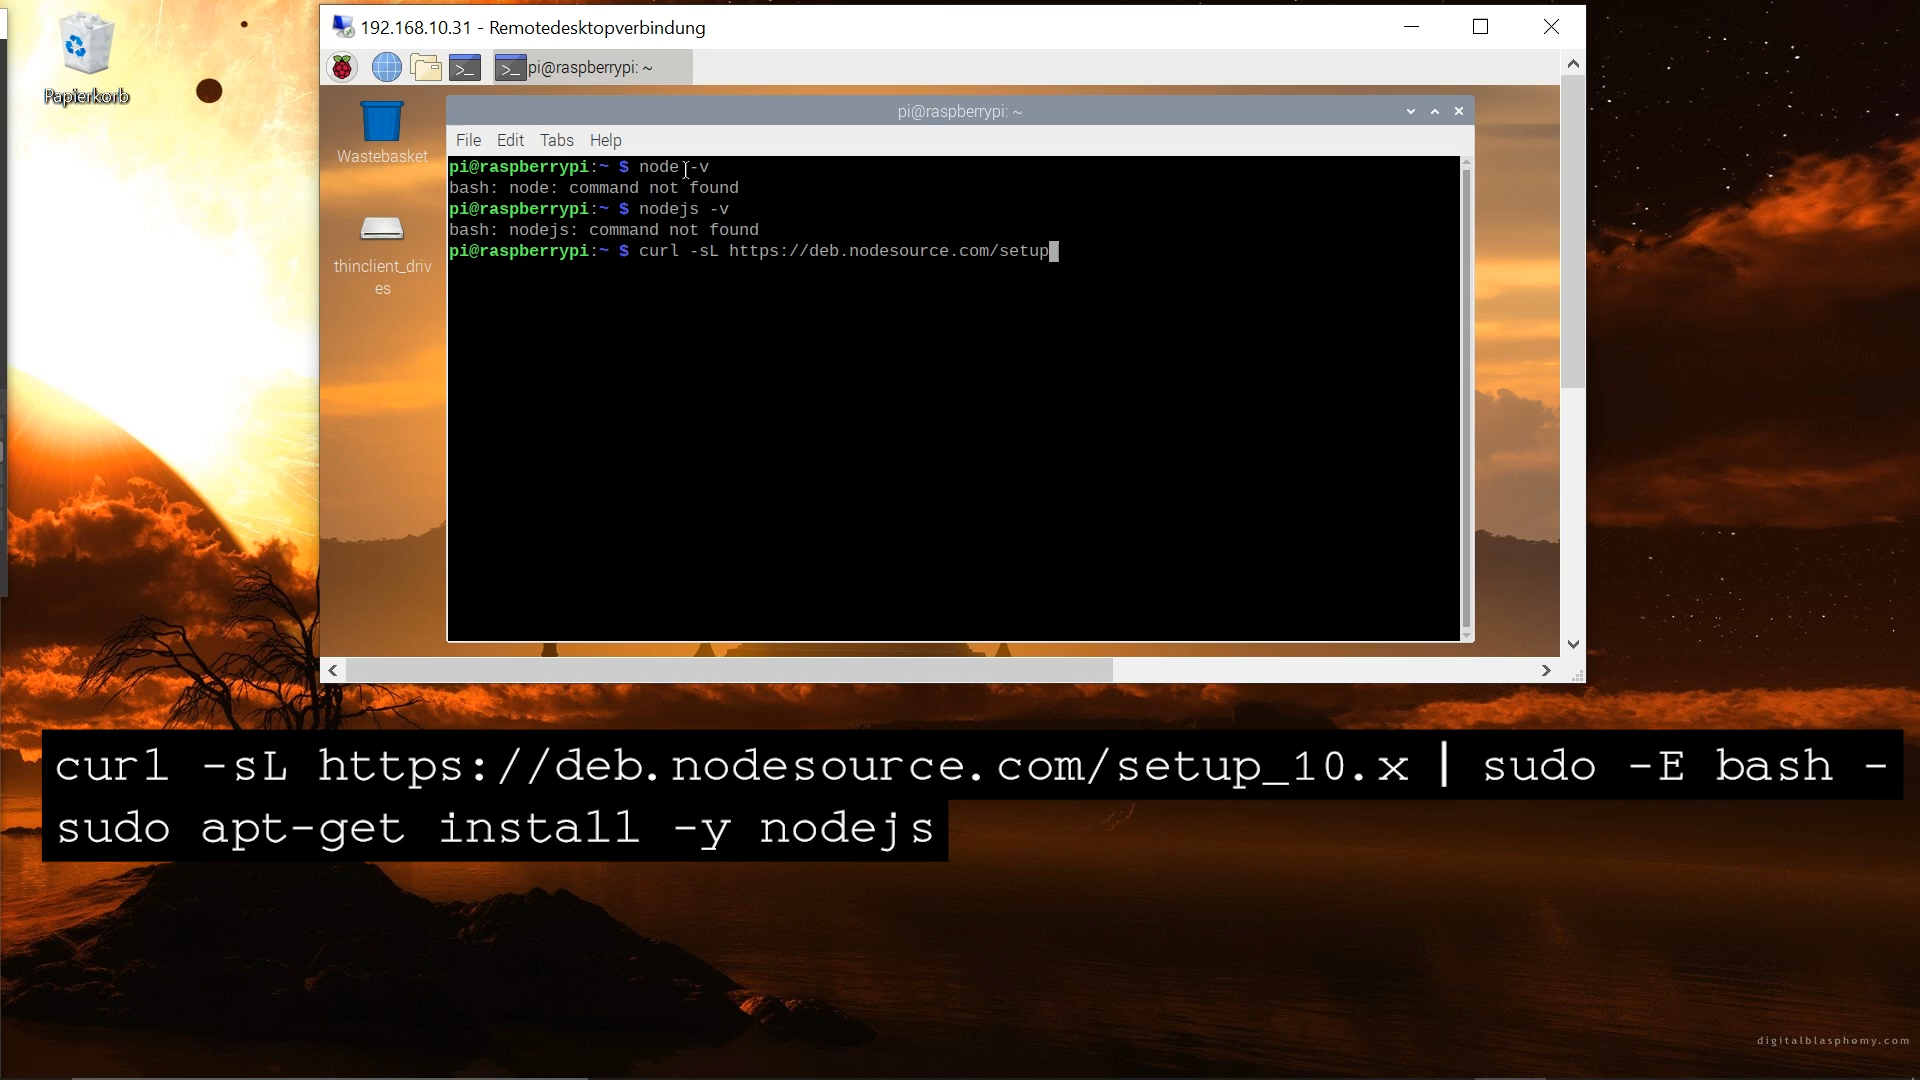 192.168.10.31 - Remotedesktopverbindung
Papierkorb
pi@raspberrypi: ~
pi@raspberrypi: ~
Wastebasket
thinclient_driv
es
File Edit Tabs Help
pi@raspberrypi:~ $ node -v
bash: node: command not found
pi@raspberrypi:~ $ nodejs -v
bash: nodejs: command not found
pi@raspberrypi:~ $ curl -sL https://deb.nodesource.com/setup
curl -sL https://deb.nodesource.com/setup_10.x | sudo -E bash -
sudo apt-get install -y nodejs
digitalblasphemy.com